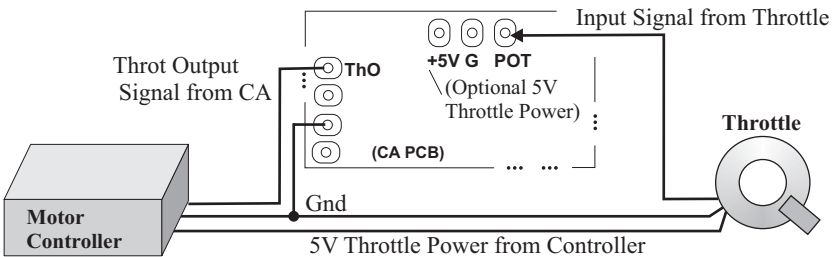 Input Signal from Throttle
Throt Output
Signal from CA
ThO
+5V G POT
(Optional 5V
Throttle Power)
(CA PCB)
Throttle
Gnd
Motor
Controller
5V Throttle Power from Controller